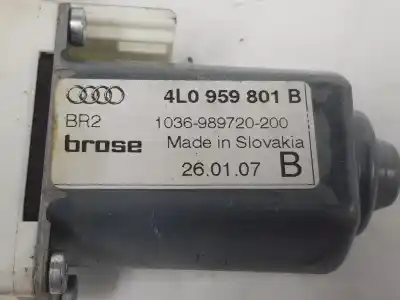 4L0 959 801 B
BR2 1036-989720-200
brose Made in Slovakia
26.01.07 B